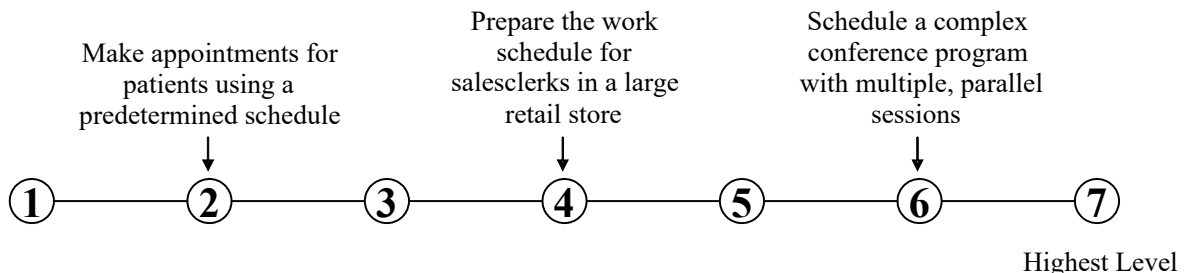 Make appointments for
patients using a
predetermined schedule
Prepare the work
schedule for
salesclerks in a large
retail store
Schedule a complex
conference program
with multiple, parallel
sessions
1 2 3 4 5 6 7
Highest Level